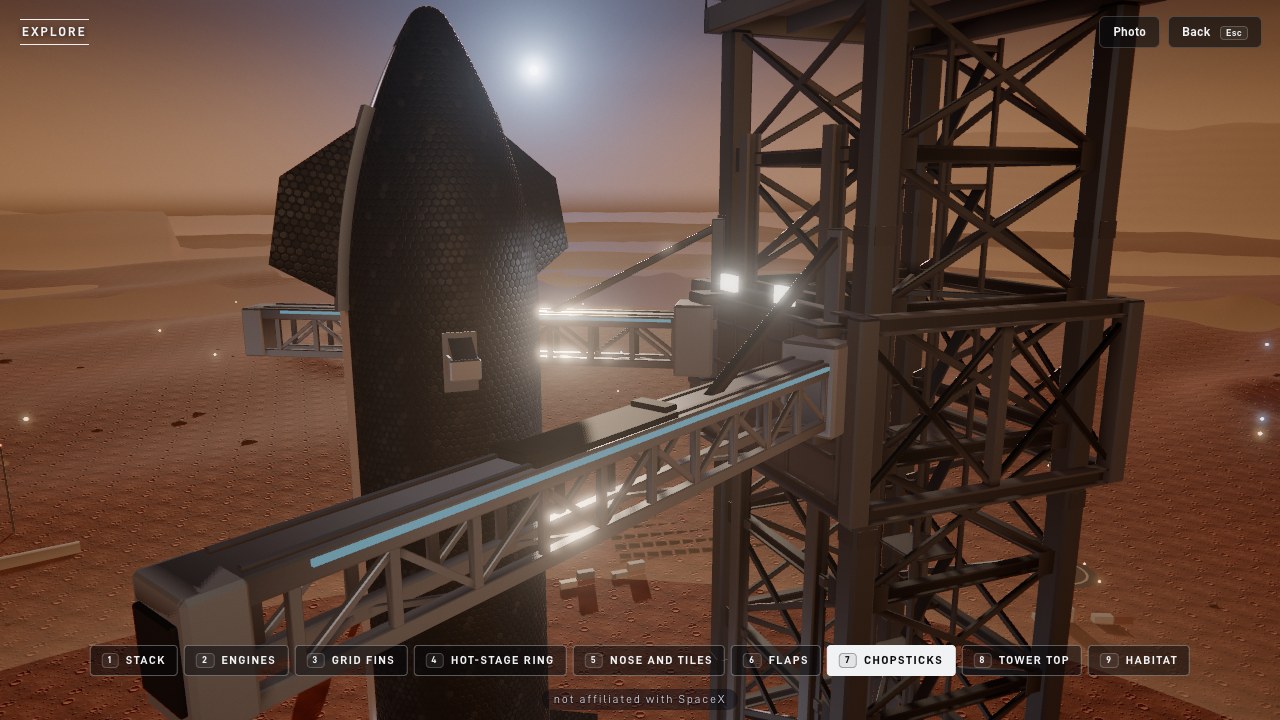 EXPLORE
Photo
Back Esc
1 STACK
2 ENGINES
3 GRID FINS
4 HOT-STAGE RING
5 NOSE AND TILES
6 FLAPS
7 CHOPSTICKS
8 TOWER TOP
9 HABITAT
not affiliated with SpaceX